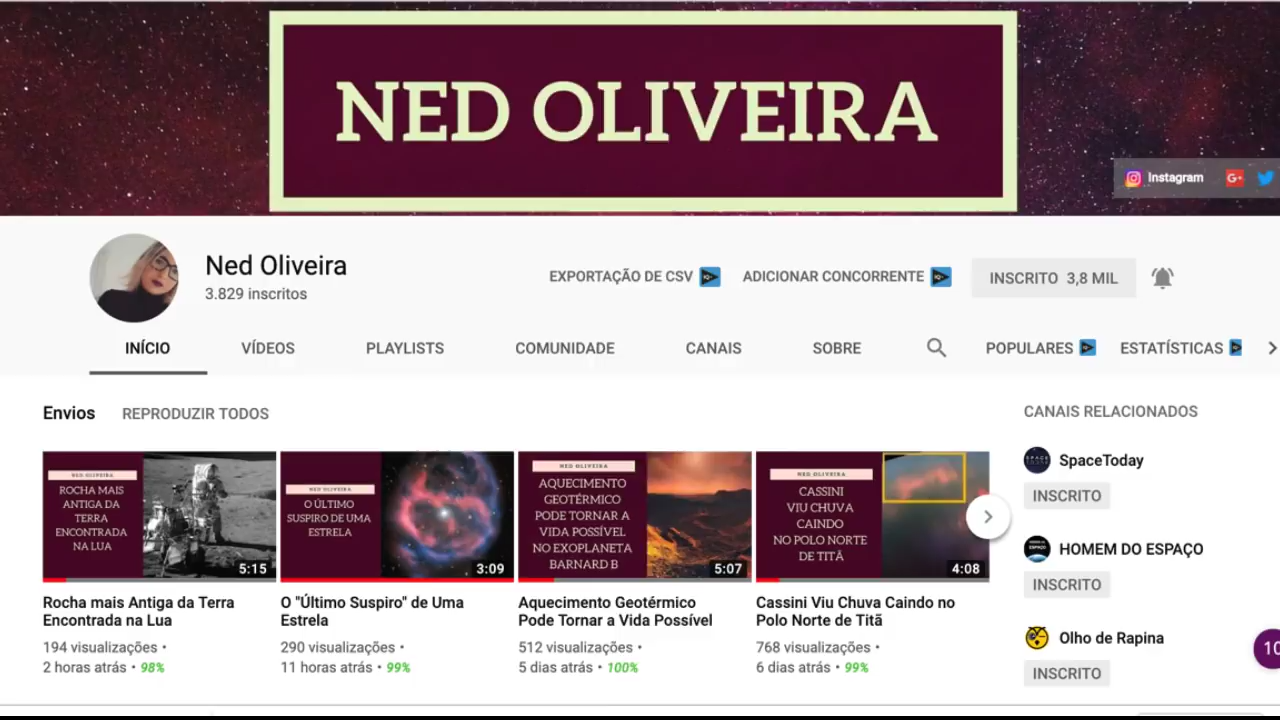 NED OLIVEIRA
Instagram
G+
Ned Oliveira
3.829 inscritos
EXPORTAÇÃO DE CSV
ADICIONAR CONCORRENTE
INSCRITO 3,8 MIL
INÍCIO VÍDEOS PLAYLISTS COMUNIDADE CANAIS SOBRE POPULARES ESTATÍSTICAS
Envios REPRODUZIR TODOS
NED OLIVEIRA
ROCHA MAIS
ANTIGA DA
TERRA
ENCONTRADA
NA LUA
5:15
Rocha mais Antiga da Terra
Encontrada na Lua
194 visualizações •
2 horas atrás • 98%
NED OLIVEIRA
O ÚLTIMO
SUSPIRO DE UMA
ESTRELA
3:09
O "Último Suspiro" de Uma
Estrela
290 visualizações •
11 horas atrás • 99%
NED OLIVEIRA
AQUECIMENTO
GEOTÉRMICO
PODE TORNAR A
VIDA POSSÍVEL
NO EXOPLANETA
BARNARD B
5:07
Aquecimento Geotérmico
Pode Tornar a Vida Possível
512 visualizações •
5 dias atrás • 100%
NED OLIVEIRA
CASSINI
VIU CHUVA
CAINDO
NO POLO NORTE
DE TITÃ
4:08
Cassini Viu Chuva Caindo no
Polo Norte de Titã
768 visualizações •
6 dias atrás • 99%
CANAIS RELACIONADOS
SpaceToday
INSCRITO
HOMEM DO ESPAÇO
INSCRITO
Olho de Rapina
INSCRITO
10